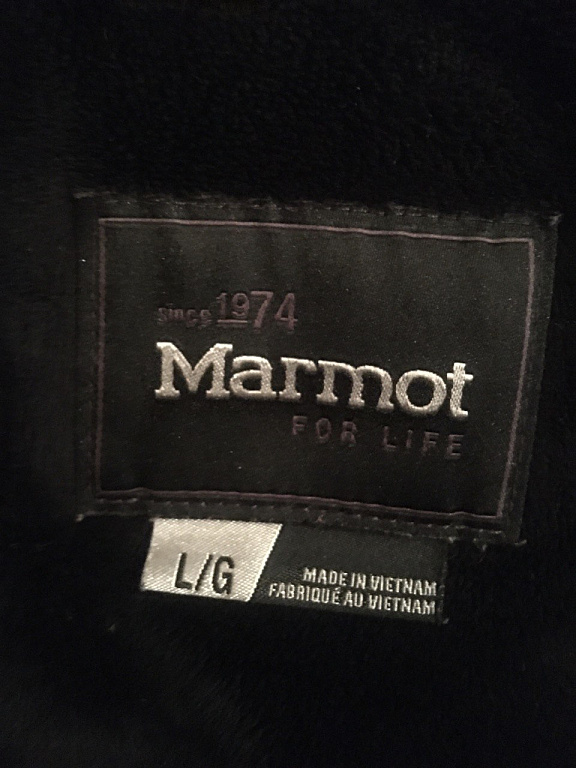 since 1974
Marmot
FOR LIFE
L/G
MADE IN VIETNAM
FABRIQUÉ AU VIETNAM